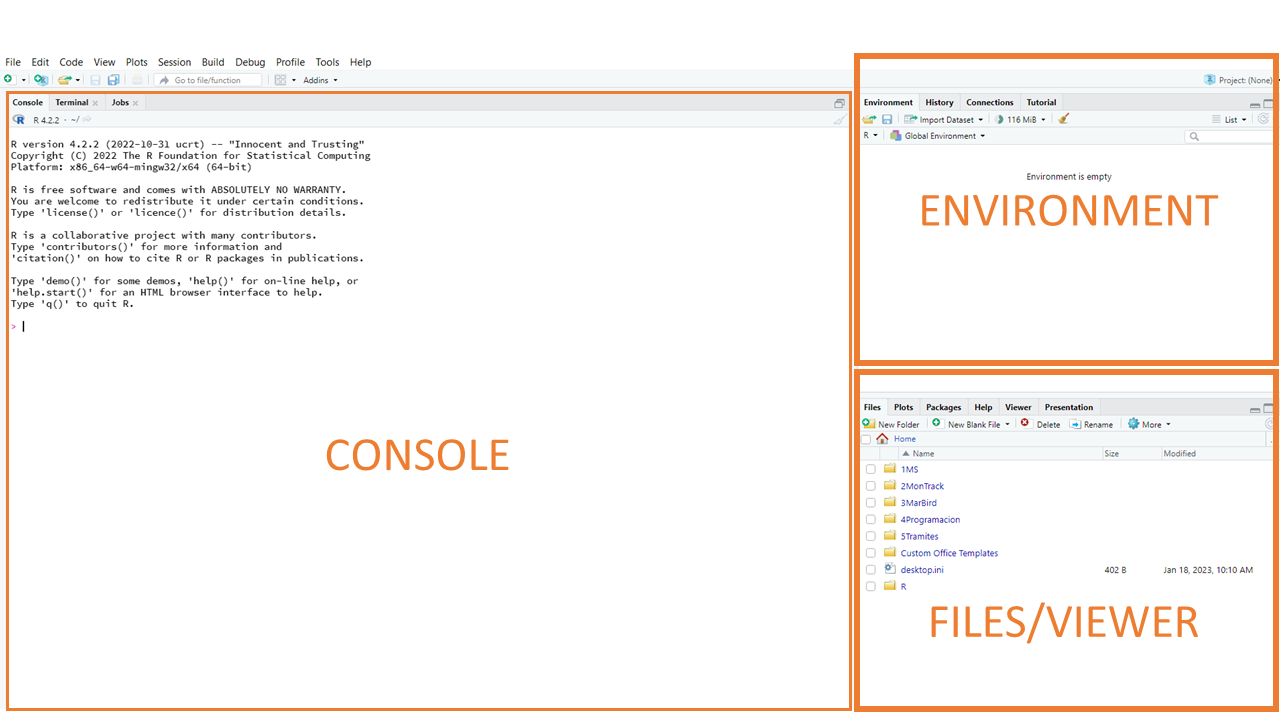 File Edit Code View Plots Session Build Debug Profile Tools Help
Go to file/function Addins
Project: (None)
Console Terminal Jobs
R 4.2.2 · ~/
R version 4.2.2 (2022-10-31 ucrt) -- "Innocent and Trusting"
Copyright (C) 2022 The R Foundation for Statistical Computing
Platform: x86_64-w64-mingw32/x64 (64-bit)
R is free software and comes with ABSOLUTELY NO WARRANTY.
You are welcome to redistribute it under certain conditions.
Type 'license()' or 'licence()' for distribution details.
R is a collaborative project with many contributors.
Type 'contributors()' for more information and
'citation()' on how to cite R or R packages in publications.
Type 'demo()' for some demos, 'help()' for on-line help, or
'help.start()' for an HTML browser interface to help.
Type 'q()' to quit R.
>
CONSOLE
Environment History Connections Tutorial
Import Dataset 116 MiB List
R Global Environment
Environment is empty
ENVIRONMENT
Files Plots Packages Help Viewer Presentation
New Folder New Blank File Delete Rename More
Home
Name Size Modified
1MS
2MonTrack
3MarBird
4Programacion
5Tramites
Custom Office Templates
desktop.ini 402 B Jan 18, 2023, 10:10 AM
R
FILES/VIEWER